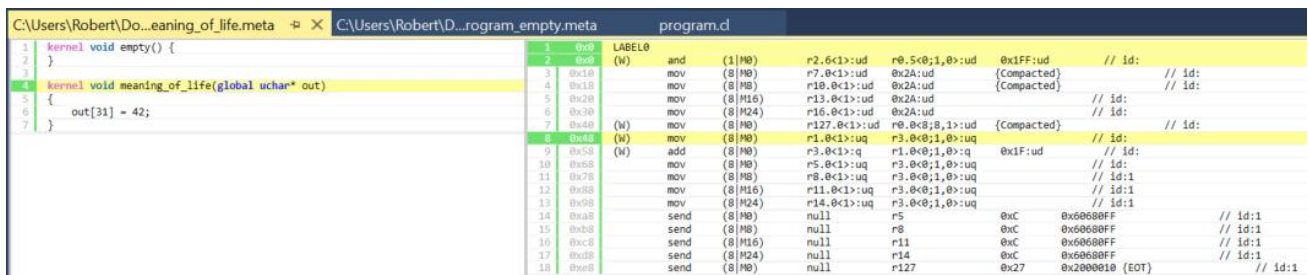 C:\Users\Robert\Do...eaning_of_life.meta C:\Users\Robert\D...rogram_empty.meta program.cl
1 kernel void empty() {
2 }
3
4 kernel void meaning_of_life(global uchar* out)
5 {
6 out[31] = 42;
7 }
1 0x0 LABEL0
2 0x0 (W) and (1|M0) r2.6<1>:ud r0.5<0;1,0>:ud 0x1FF:ud // id:
3 0x10 mov (8|M0) r7.0<1>:ud 0x2A:ud {Compacted} // id:
4 0x18 mov (8|M8) r10.0<1>:ud 0x2A:ud {Compacted} // id:
5 0x20 mov (8|M16) r13.0<1>:ud 0x2A:ud // id:
6 0x30 mov (8|M24) r16.0<1>:ud 0x2A:ud // id:
7 0x40 (W) mov (8|M0) r127.0<1>:ud r0.0<8;8,1>:ud {Compacted} // id:
8 0x48 (W) mov (8|M0) r1.0<1>:uq r3.0<0;1,0>:uq // id:
9 0x58 (W) add (8|M0) r3.0<1>:q r1.0<0;1,0>:q 0x1F:ud // id:
10 0x68 mov (8|M0) r5.0<1>:uq r3.0<0;1,0>:uq // id:
11 0x78 mov (8|M8) r8.0<1>:uq r3.0<0;1,0>:uq // id:1
12 0x88 mov (8|M16) r11.0<1>:uq r3.0<0;1,0>:uq // id:1
13 0x98 mov (8|M24) r14.0<1>:uq r3.0<0;1,0>:uq // id:1
14 0xa8 send (8|M0) null r5 0xC 0x60680FF // id:1
15 0xb8 send (8|M8) null r8 0xC 0x60680FF // id:1
16 0xc8 send (8|M16) null r11 0xC 0x60680FF // id:1
17 0xd8 send (8|M24) null r14 0xC 0x60680FF // id:1
18 0xe8 send (8|M0) null r127 0x27 0x2000010 {EOT} // id:1